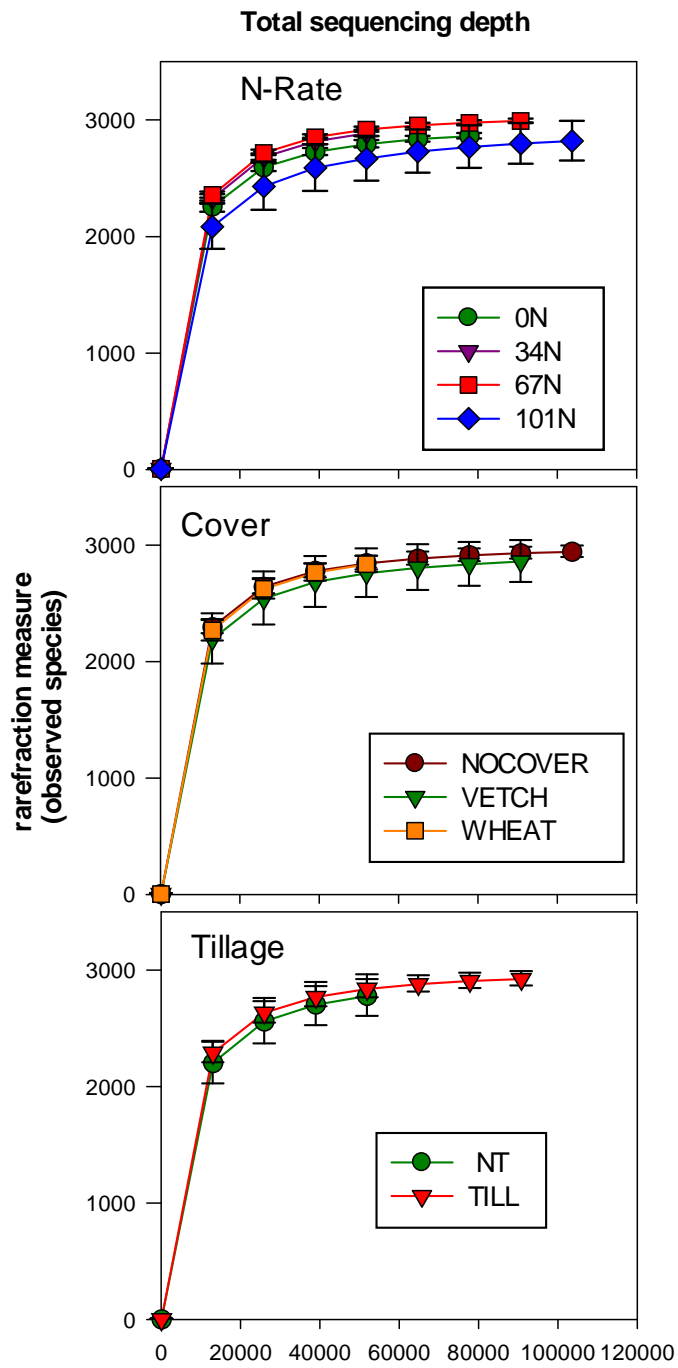 Total sequencing depth
N-Rate
3000
2000
1000
0
0N
34N
67N
101N
rarefraction measure
(observed species)
Cover
3000
2000
1000
0
NOCOVER
VETCH
WHEAT
Tillage
3000
2000
1000
0
NT
TILL
0 20000 40000 60000 80000 100000 120000